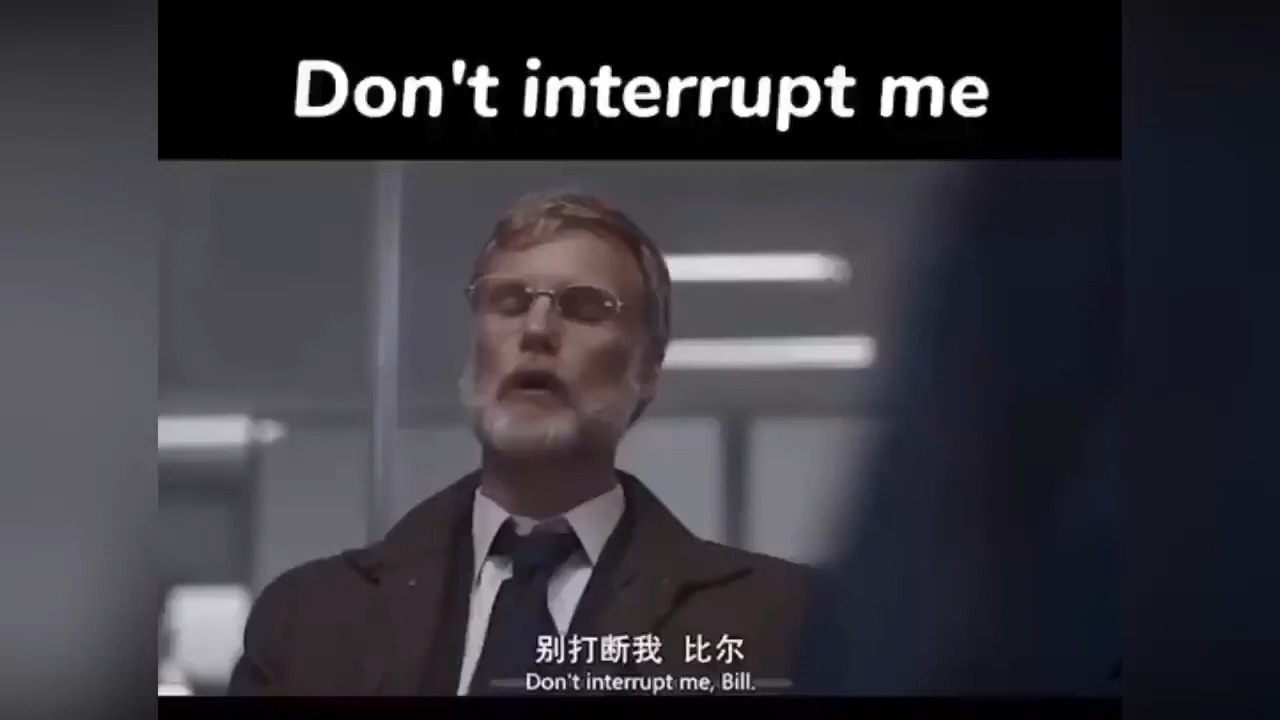 Don't interrupt me
别打断我 比尔
Don't interrupt me, Bill.